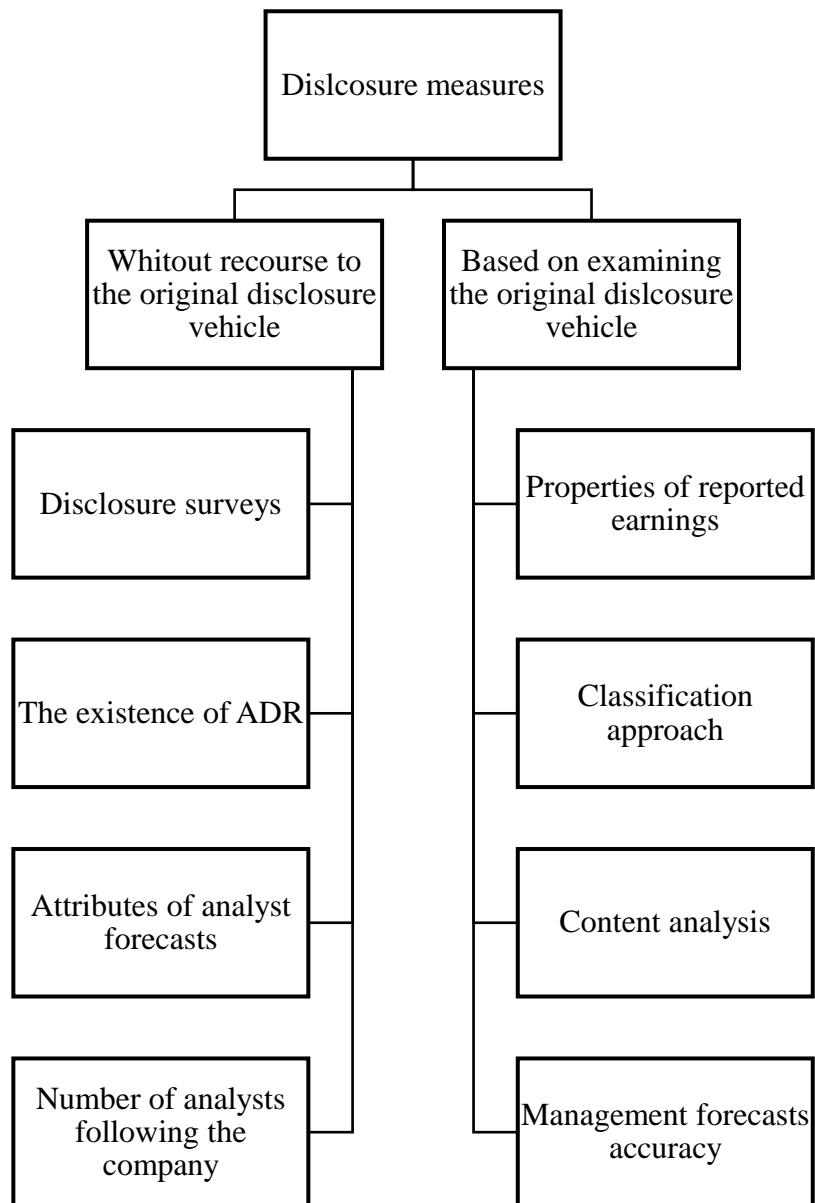 Dislcosure measures
Whitout recourse to
the original disclosure
vehicle
Based on examining
the original dislcosure
vehicle
Disclosure surveys
Properties of reported
earnings
The existence of ADR
Classification
approach
Attributes of analyst
forecasts
Content analysis
Number of analysts
following the
company
Management forecasts
accuracy